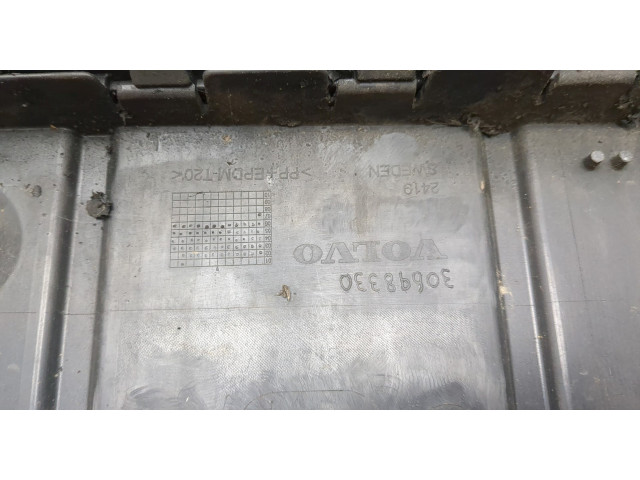 30698330
VOLVO
2419
SWEDEN
>PP+EPDM-T20<